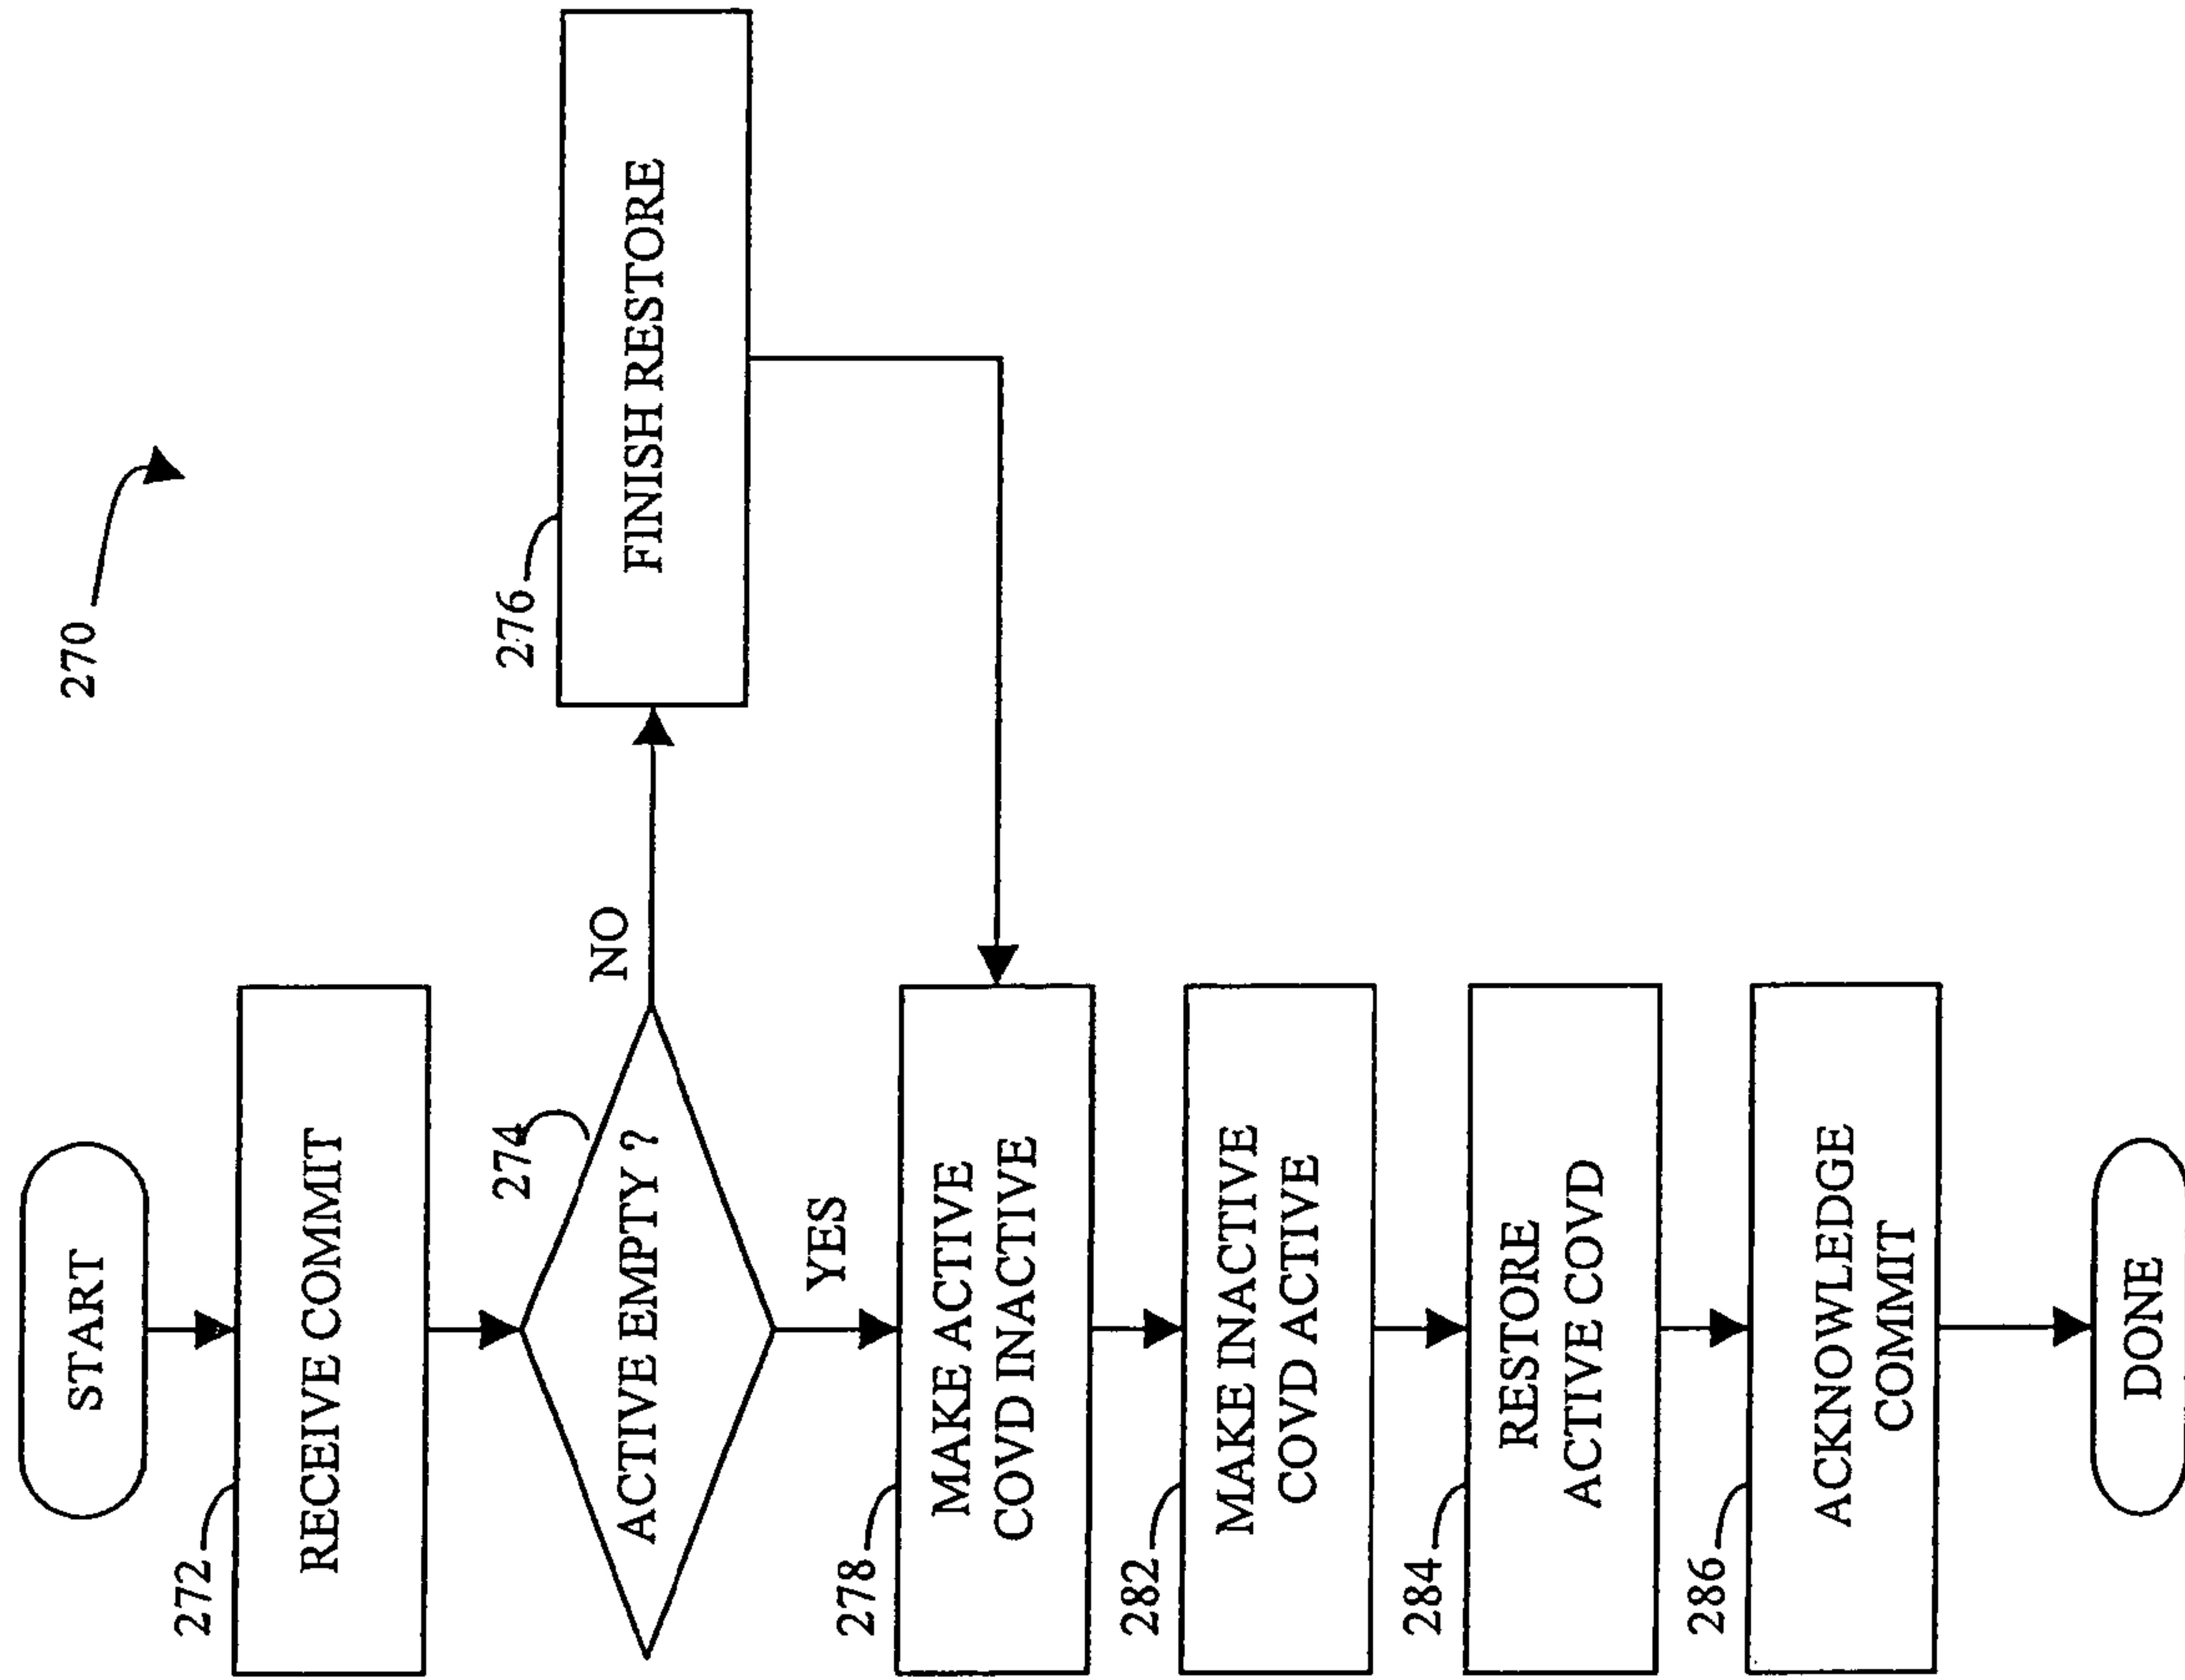 270
START
272
RECEIVE COMMIT
274
ACTIVE EMPTY ?
NO
276
FINISH RESTORE
YES
278
MAKE ACTIVE
COVD INACTIVE
282
MAKE INACTIVE
COVD ACTIVE
284
RESTORE
ACTIVE COVD
286
ACKNOWLEDGE
COMMIT
DONE